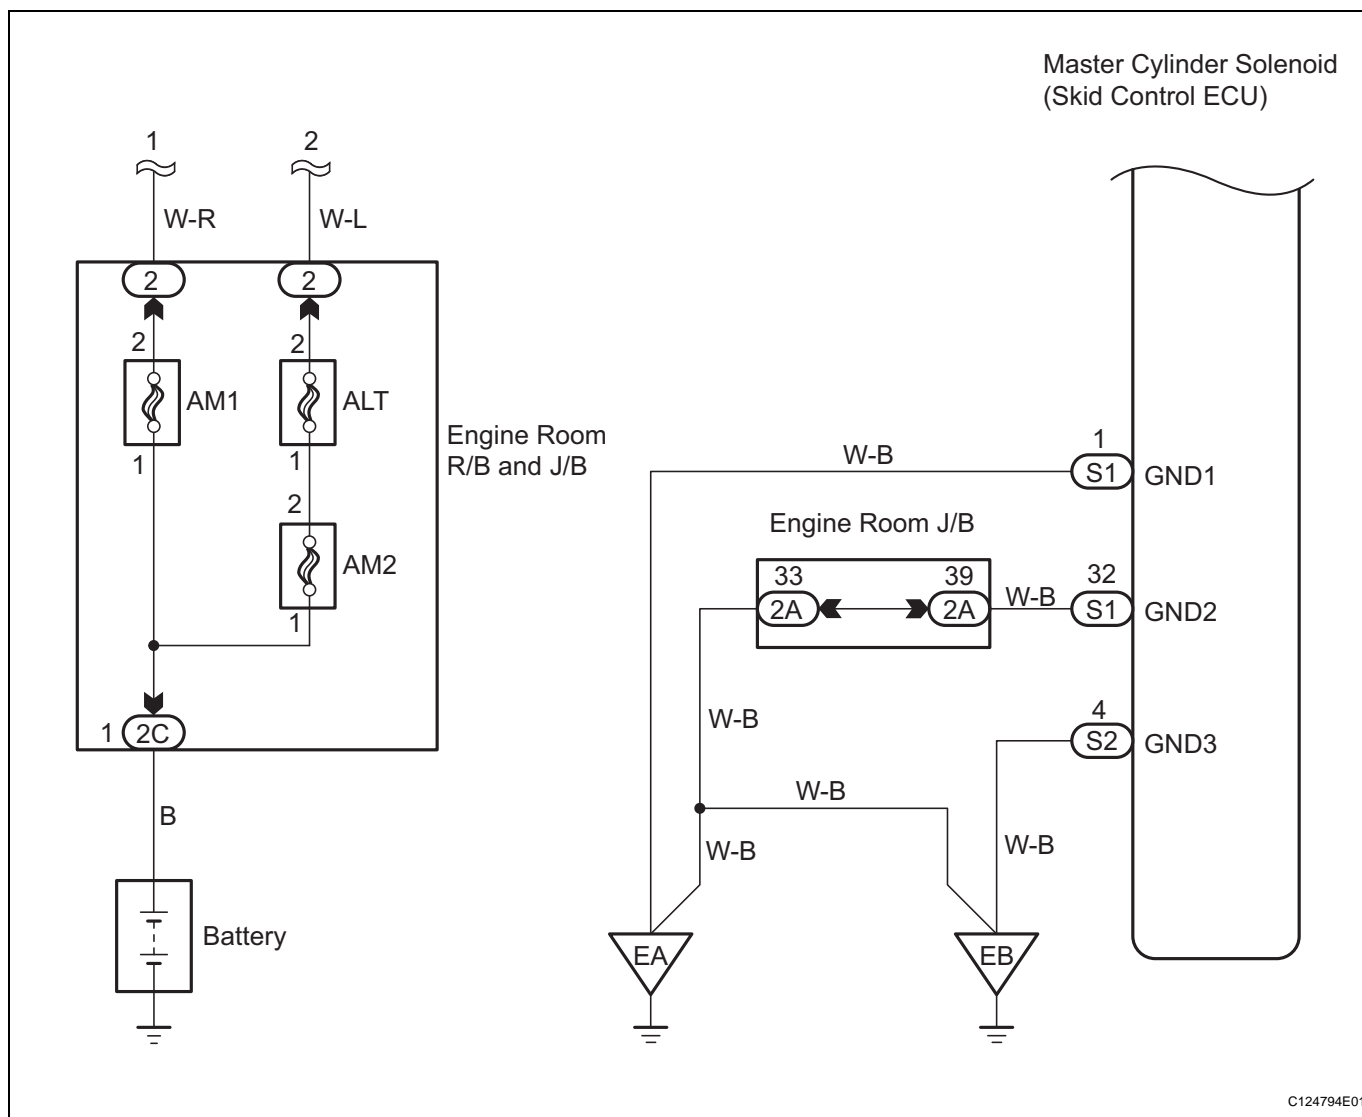 Master Cylinder Solenoid
(Skid Control ECU)
1
2
W-R
W-L
2
2
2
2
AM1
ALT
1
1
Engine Room
R/B and J/B
2
AM2
1
1
2C
B
Battery
1
W-B
S1
GND1
Engine Room J/B
33
39
32
2A
2A
W-B
S1
GND2
W-B
4
S2
GND3
W-B
W-B
W-B
EA
EB
C124794E01